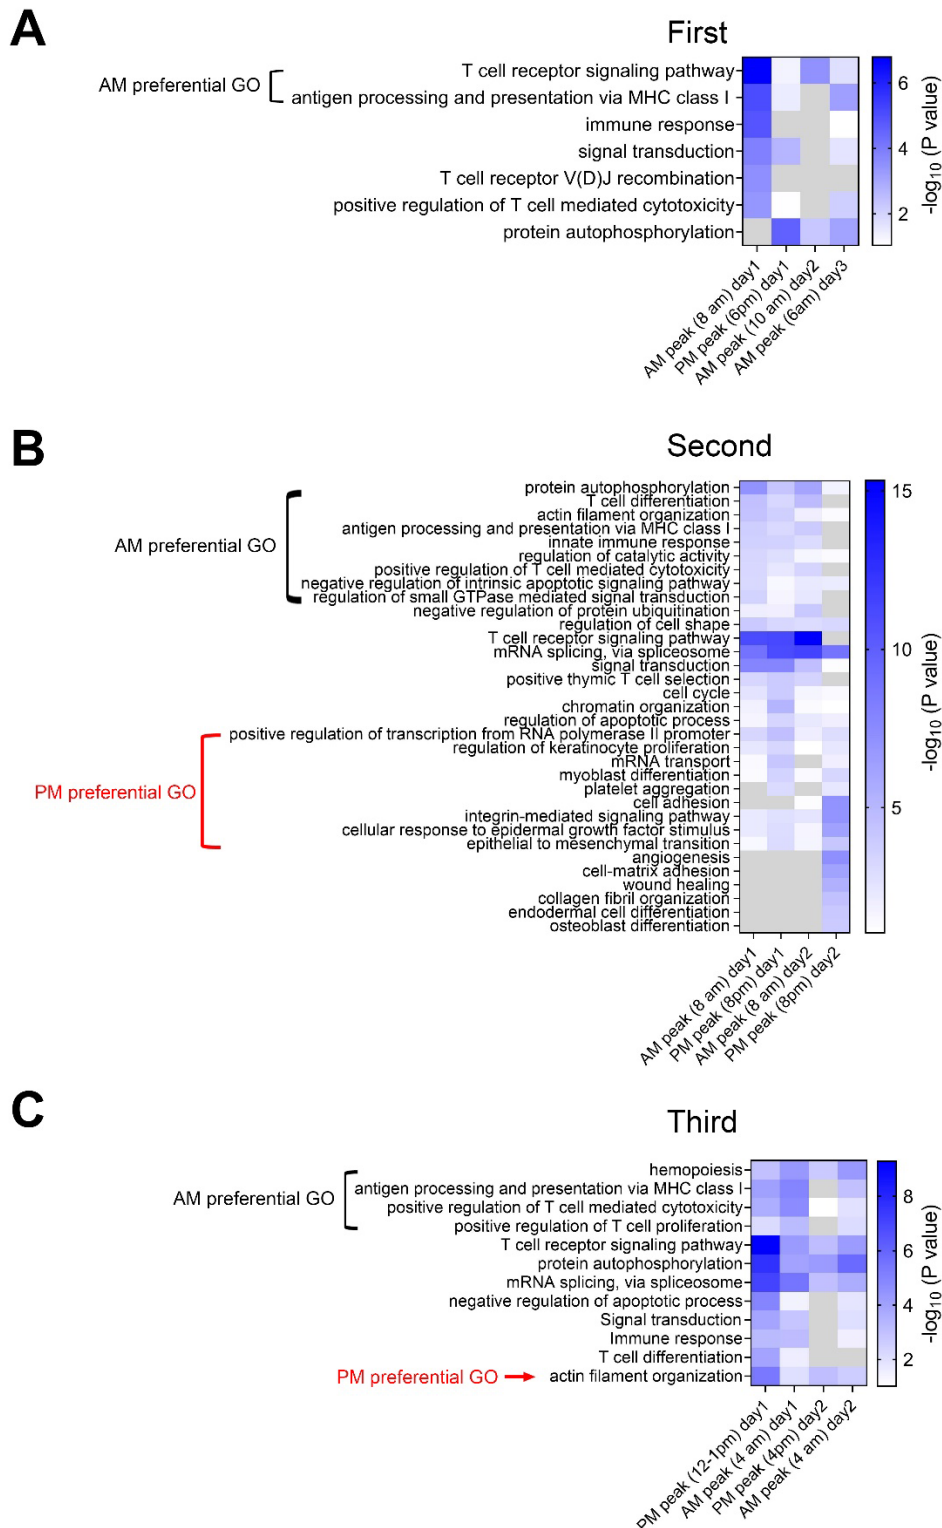 A
First
AM preferential GO
T cell receptor signaling pathway
antigen processing and presentation via MHC class I
immune response
signal transduction
T cell receptor V(D)J recombination
positive regulation of T cell mediated cytotoxicity
protein autophosphorylation
6
4
2
-log10 (P value)
AM peak (8 am) day1
PM peak (6pm) day1
AM peak (10 am) day2
AM peak (6am) day3
B
Second
AM preferential GO
PM preferential GO
protein autophosphorylation
T cell differentiation
actin filament organization
antigen processing and presentation via MHC class I
innate immune response
regulation of catalytic activity
positive regulation of T cell mediated cytotoxicity
negative regulation of intrinsic apoptotic signaling pathway
regulation of small GTPase mediated signal transduction
negative regulation of protein ubiquitination
regulation of cell shape
T cell receptor signaling pathway
mRNA splicing, via spliceosome
signal transduction
positive thymic T cell selection
cell cycle
chromatin organization
regulation of apoptotic process
positive regulation of transcription from RNA polymerase II promoter
regulation of keratinocyte proliferation
mRNA transport
myoblast differentiation
platelet aggregation
cell adhesion
integrin-mediated signaling pathway
cellular response to epidermal growth factor stimulus
epithelial to mesenchymal transition
angiogenesis
cell-matrix adhesion
wound healing
collagen fibril organization
endodermal cell differentiation
osteoblast differentiation
15
10
5
-log10 (P value)
AM peak (8 am) day1
PM peak (8pm) day1
AM peak (8 am) day2
PM peak (8pm) day2
C
Third
AM preferential GO
PM preferential GO
hemopoiesis
antigen processing and presentation via MHC class I
positive regulation of T cell mediated cytotoxicity
positive regulation of T cell proliferation
T cell receptor signaling pathway
protein autophosphorylation
mRNA splicing, via spliceosome
negative regulation of apoptotic process
Signal transduction
Immune response
T cell differentiation
actin filament organization
8
6
4
2
-log10 (P value)
PM peak (12-1pm) day1
AM peak (4 am) day1
PM peak (4pm) day2
AM peak (4 am) day2